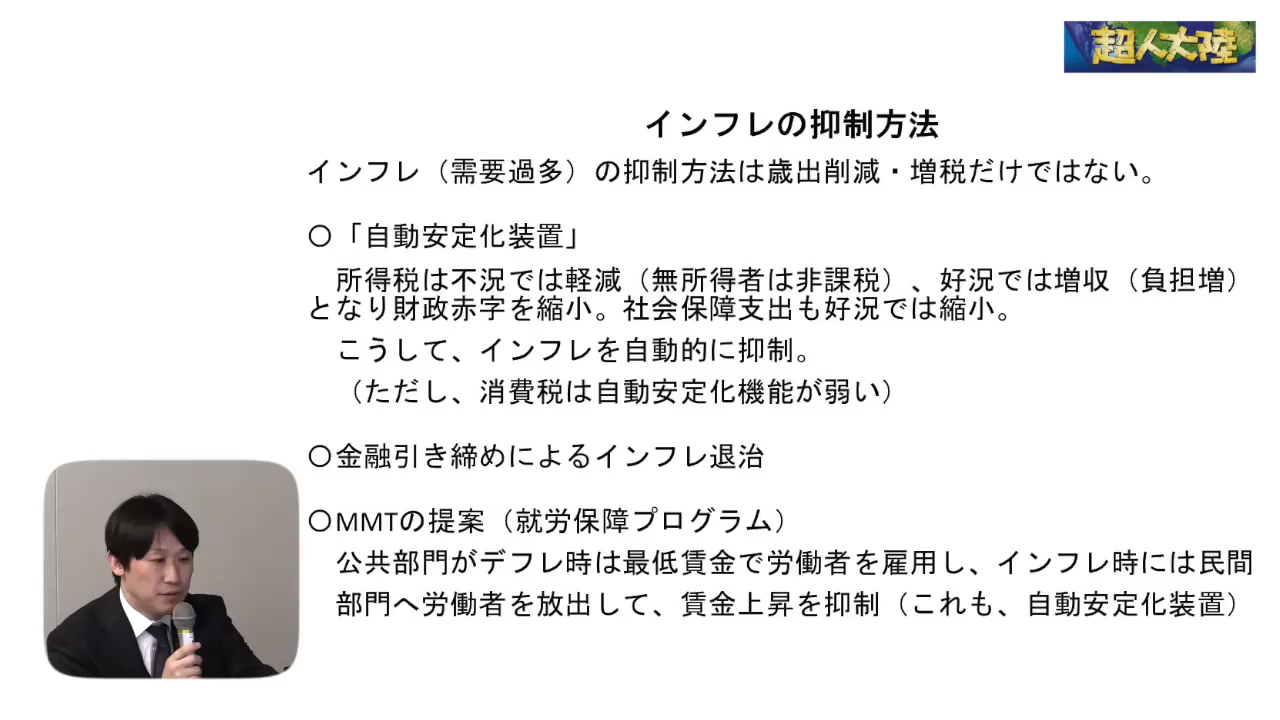 超人大陸
インフレの抑制方法
インフレ（需要過多）の抑制方法は歳出削減・増税だけではない。
〇「自動安定化装置」
所得税は不況では軽減（無所得者は非課税）、好況では増収（負担増）
となり財政赤字を縮小。社会保障支出も好況では縮小。
こうして、インフレを自動的に抑制。
（ただし、消費税は自動安定化機能が弱い）
〇金融引き締めによるインフレ退治
〇MMTの提案（就労保障プログラム）
公共部門がデフレ時は最低賃金で労働者を雇用し、インフレ時には民間
部門へ労働者を放出して、賃金上昇を抑制（これも、自動安定化装置）